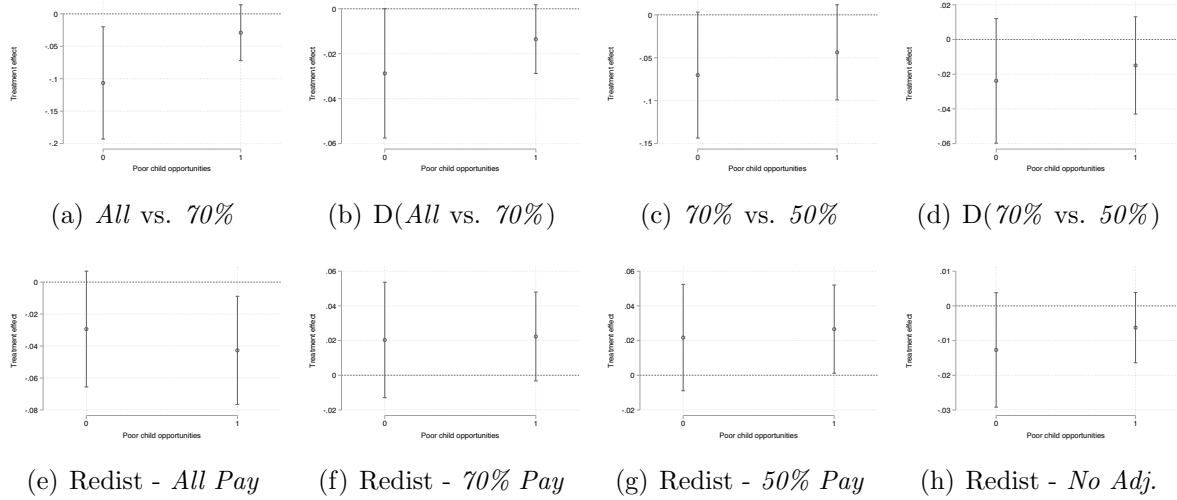 0
-.05
-.1
-.15
-.2
Treatment effect
0
1
Poor child opportunities
(a) All vs. 70%
0
-.02
-.04
-.06
Treatment effect
0
1
Poor child opportunities
(b) D(All vs. 70%)
0
-.05
-.1
-.15
Treatment effect
0
1
Poor child opportunities
(c) 70% vs. 50%
.02
0
-.02
-.04
-.06
Treatment effect
0
1
Poor child opportunities
(d) D(70% vs. 50%)
0
-.02
-.04
-.06
-.08
Treatment effect
0
1
Poor child opportunities
(e) Redist - All Pay
.06
.04
.02
0
-.02
Treatment effect
0
1
Poor child opportunities
(f) Redist - 70% Pay
.06
.04
.02
0
-.02
Treatment effect
0
1
Poor child opportunities
(g) Redist - 50% Pay
.01
0
-.01
-.02
-.03
Treatment effect
0
1
Poor child opportunities
(h) Redist - No Adj.